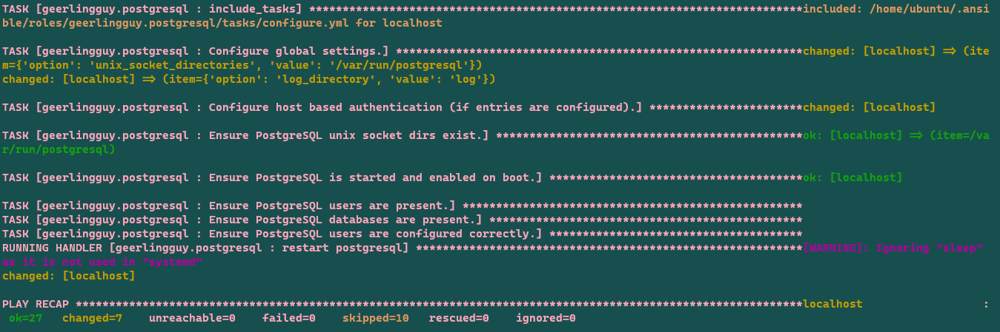 TASK [geerlingguy.postgresql : include_tasks] **************************************************************************included: /home/ubuntu/.ansi
ble/roles/geerlingguy.postgresql/tasks/configure.yml for localhost
TASK [geerlingguy.postgresql : Configure global settings.] *************************************************************changed: [localhost] => (ite
m={'option': 'unix_socket_directories', 'value': '/var/run/postgresql'})
changed: [localhost] => (item={'option': 'log_directory', 'value': 'log'})
TASK [geerlingguy.postgresql : Configure host based authentication (if entries are configured).] ***********************changed: [localhost]
TASK [geerlingguy.postgresql : Ensure PostgreSQL unix socket dirs exist.] **********************************************ok: [localhost] => (item=/va
r/run/postgresql)
TASK [geerlingguy.postgresql : Ensure PostgreSQL is started and enabled on boot.] **************************************ok: [localhost]
TASK [geerlingguy.postgresql : Ensure PostgreSQL users are present.] ***************************************************
TASK [geerlingguy.postgresql : Ensure PostgreSQL databases are present.] ***********************************************
TASK [geerlingguy.postgresql : Ensure PostgreSQL users are configured correctly.] **************************************
RUNNING HANDLER [geerlingguy.postgresql : restart postgresql] **********************************************************[WARNING]: Ignoring "sleep"
as it is not used in "systemd"
changed: [localhost]
PLAY RECAP *************************************************************************************************************localhost                  :
ok=27   changed=7    unreachable=0    failed=0    skipped=10   rescued=0    ignored=0